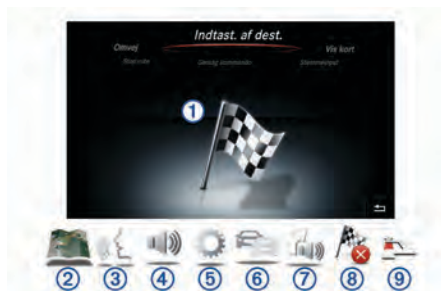 Indtast. af dest.
Omvej Vis kort
①
② ③ ④ ⑤ ⑥ ⑦ ⑧ ⑨